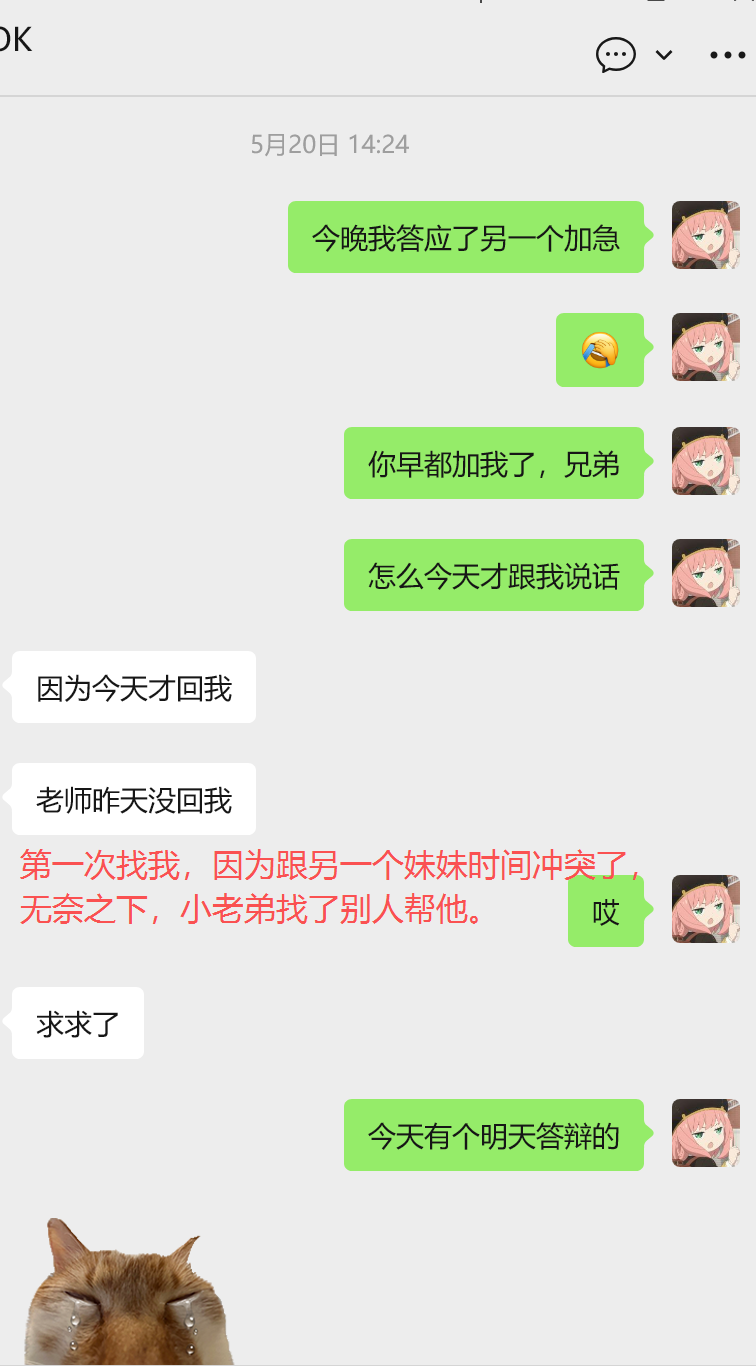 OK
5月20日 14:24
今晚我答应了另一个加急
你早都加我了，兄弟
怎么今天才跟我说话
因为今天才回我
老师昨天没回我
第一次找我，因为跟另一个妹妹时间冲突了，
无奈之下，小老弟找了别人帮他。
哎
求求了
今天有个明天答辩的